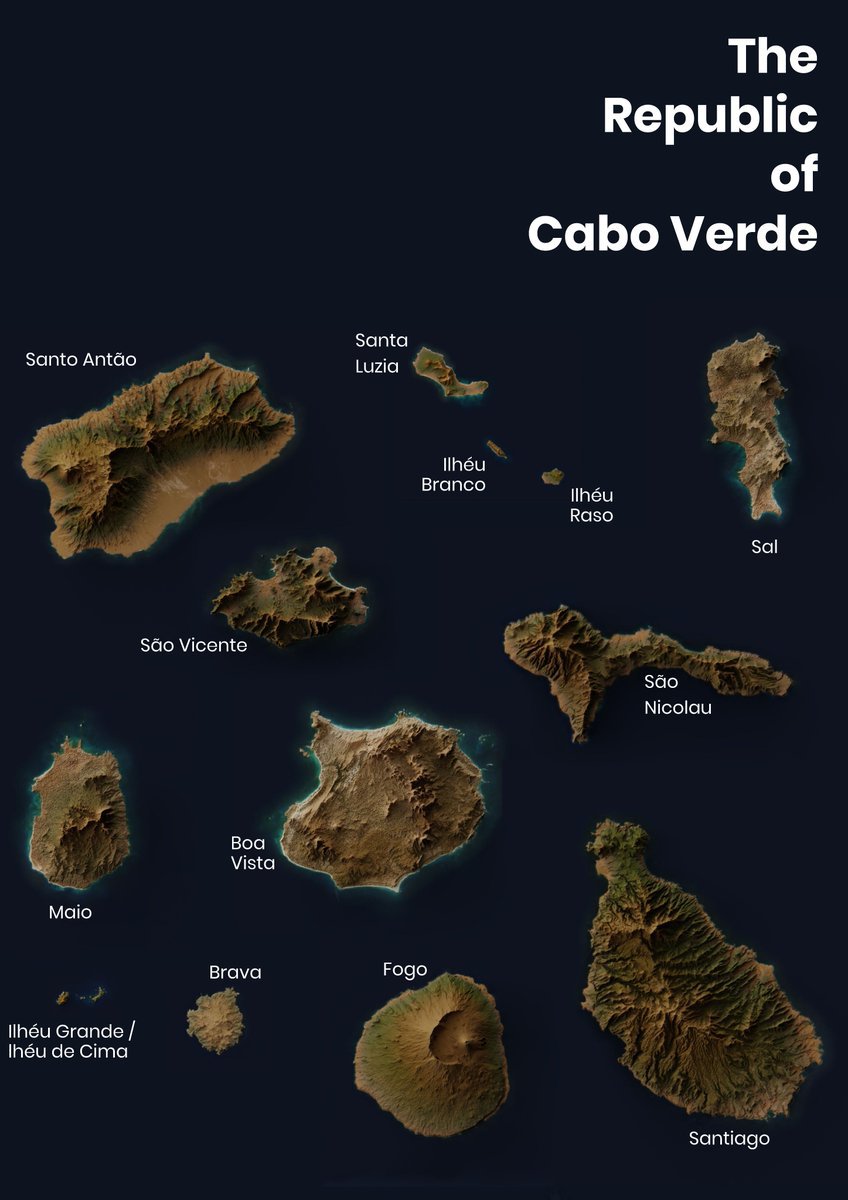 The
Republic
of
Cabo Verde
Santo Antão
Santa
Luzia
Ilhéu
Branco
Ilhéu
Raso
Sal
São Vicente
São
Nicolau
Boa
Vista
Maio
Brava
Fogo
Ilhéu Grande /
lhéu de Cima
Santiago